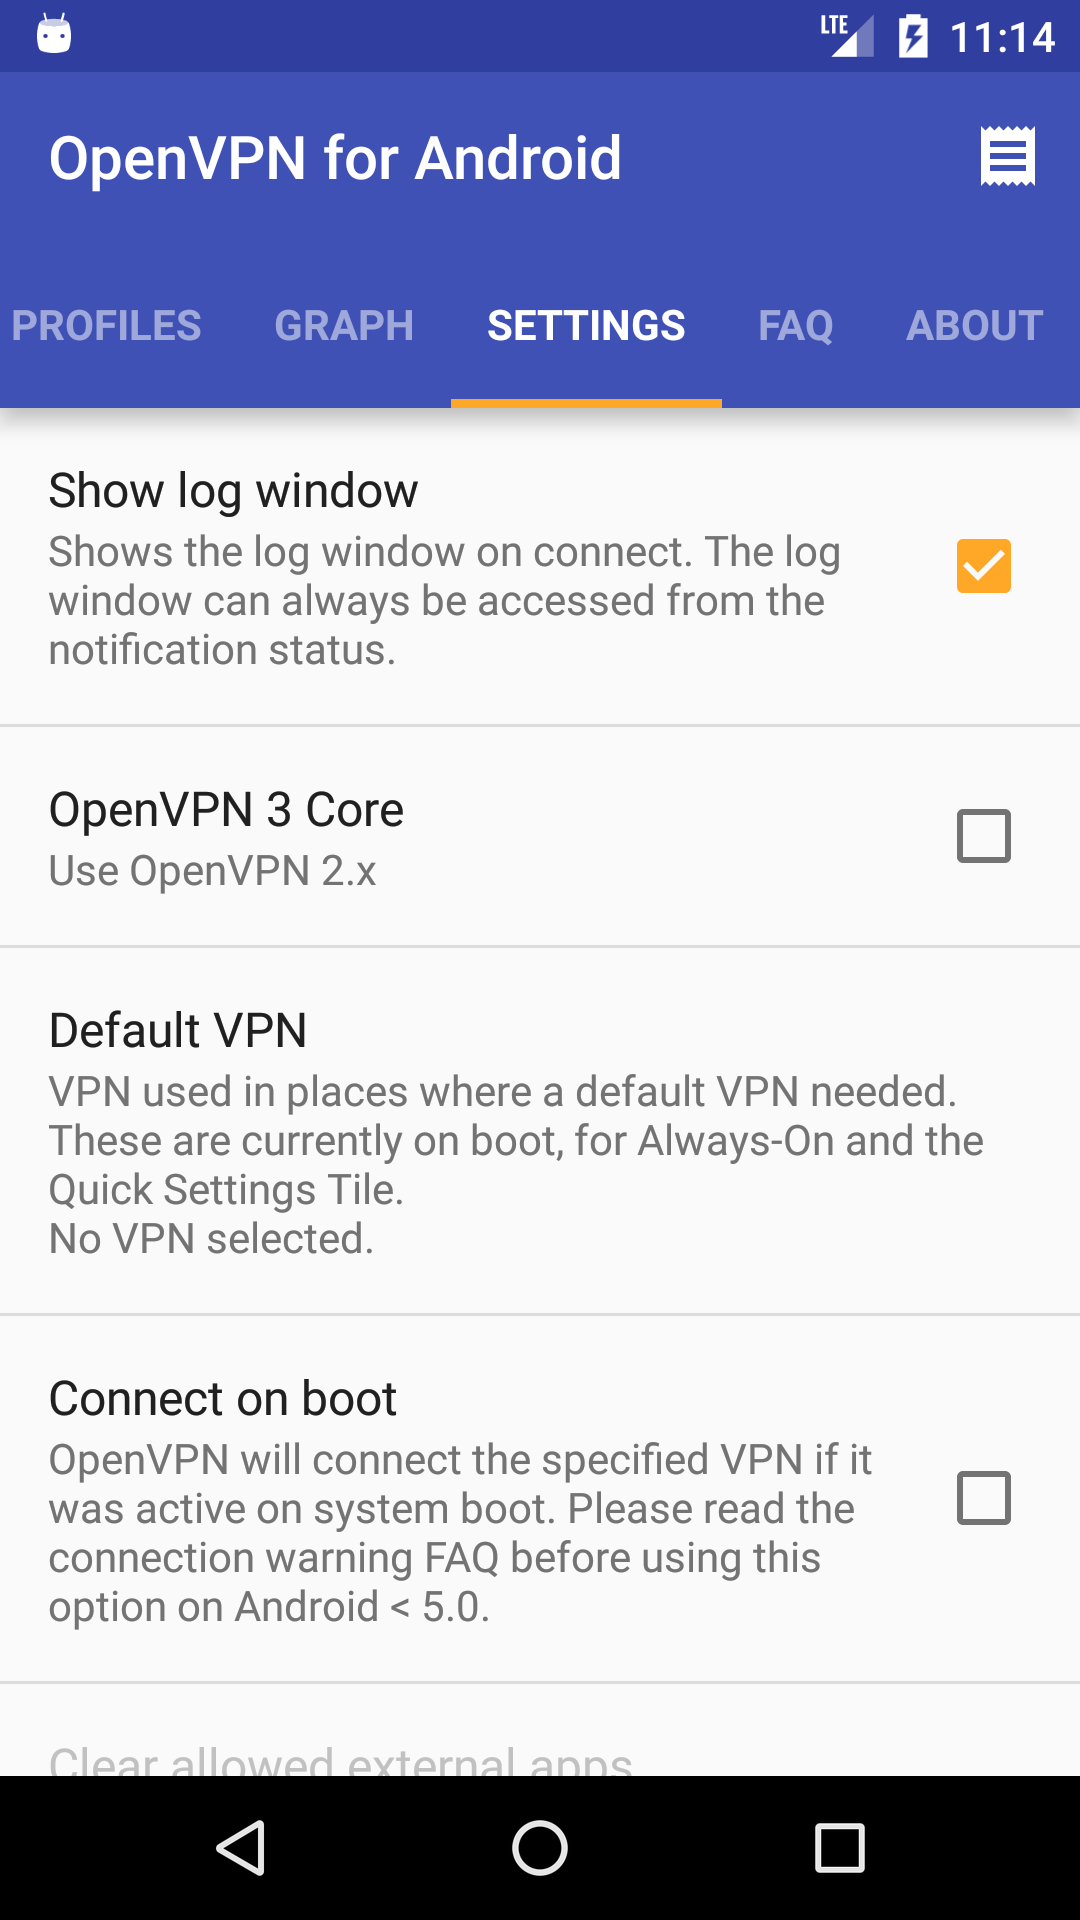 LTE 11:14
OpenVPN for Android
PROFILES GRAPH SETTINGS FAQ ABOUT
Show log window
Shows the log window on connect. The log
window can always be accessed from the
notification status.
OpenVPN 3 Core
Use OpenVPN 2.x
Default VPN
VPN used in places where a default VPN needed.
These are currently on boot, for Always-On and the
Quick Settings Tile.
No VPN selected.
Connect on boot
OpenVPN will connect the specified VPN if it
was active on system boot. Please read the
connection warning FAQ before using this
option on Android < 5.0.
Clear allowed external apps